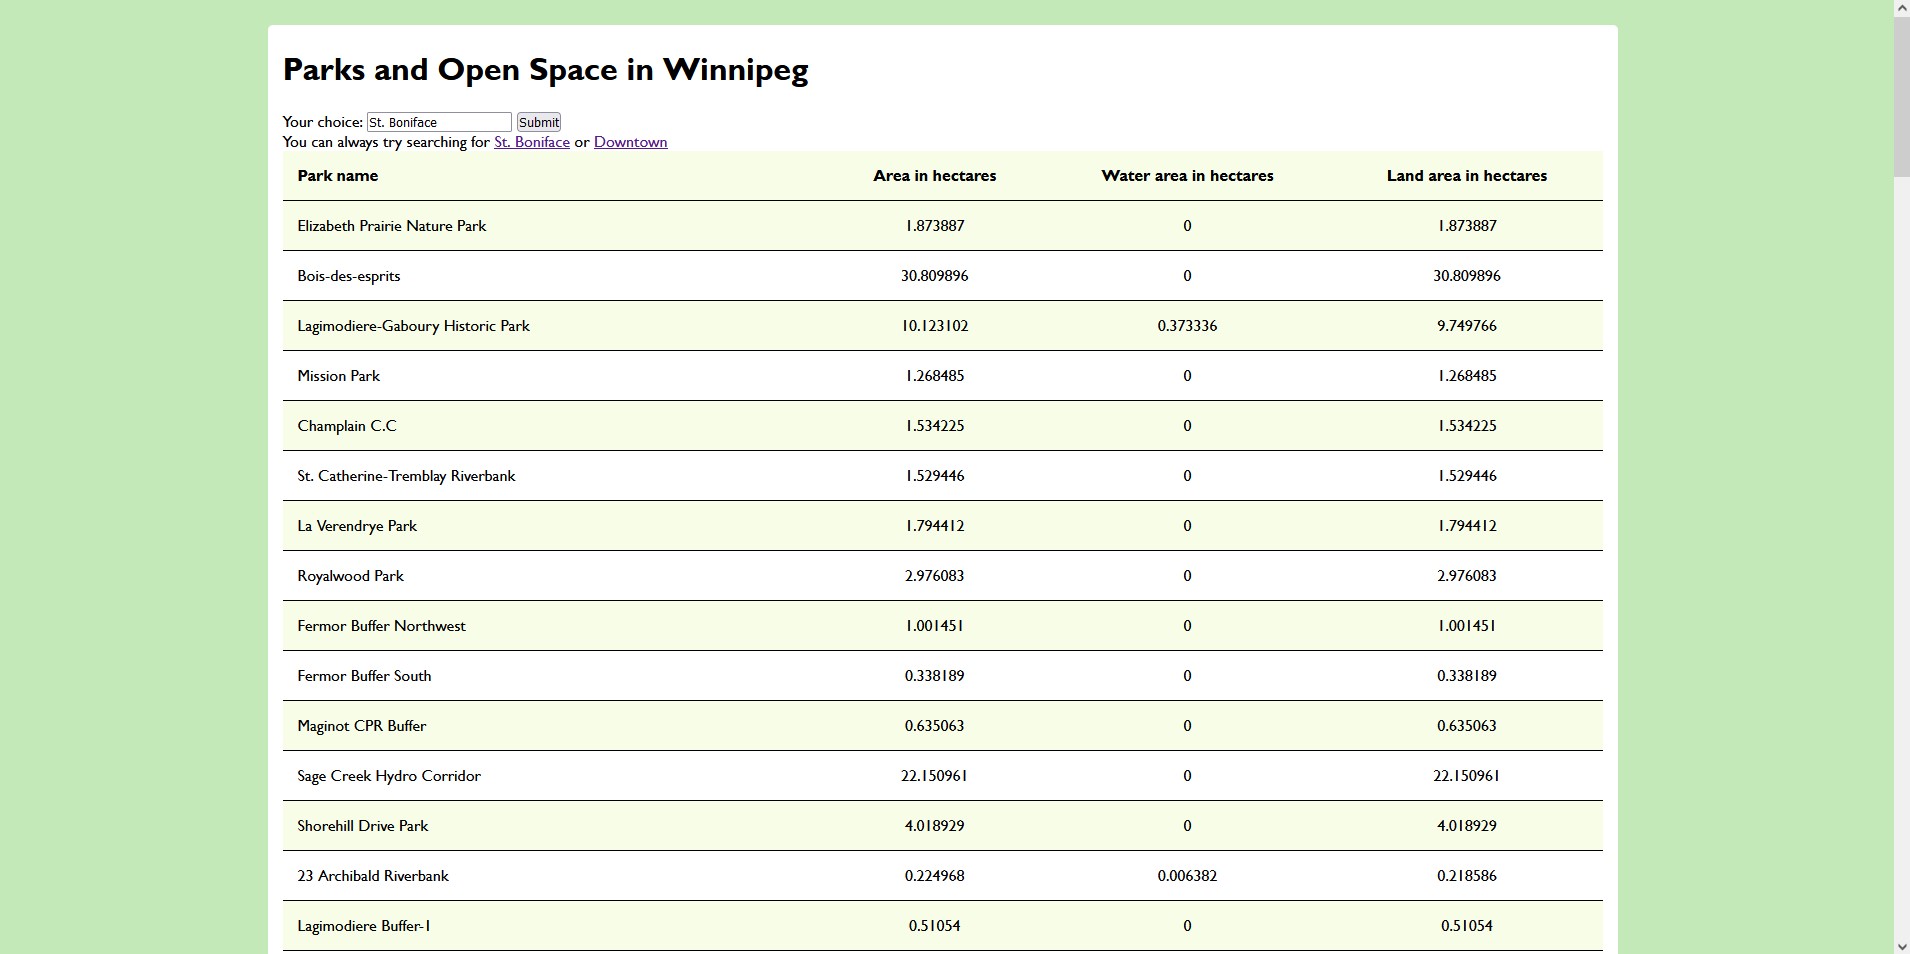 Parks and Open Space in Winnipeg
Your choice: St. Boniface Submit
You can always try searching for St. Boniface or Downtown
Park name Area in hectares Water area in hectares Land area in hectares
Elizabeth Prairie Nature Park 1.873887 0 1.873887
Bois-des-esprits 30.809896 0 30.809896
Lagimodiere-Gaboury Historic Park 10.123102 0.373336 9.749766
Mission Park 1.268485 0 1.268485
Champlain C.C 1.534225 0 1.534225
St. Catherine-Tremblay Riverbank 1.529446 0 1.529446
La Verendrye Park 1.794412 0 1.794412
Royalwood Park 2.976083 0 2.976083
Fermor Buffer Northwest 1.001451 0 1.001451
Fermor Buffer South 0.338189 0 0.338189
Maginot CPR Buffer 0.635063 0 0.635063
Sage Creek Hydro Corridor 22.150961 0 22.150961
Shorehill Drive Park 4.018929 0 4.018929
23 Archibald Riverbank 0.224968 0.006382 0.218586
Lagimodiere Buffer-1 0.51054 0 0.51054